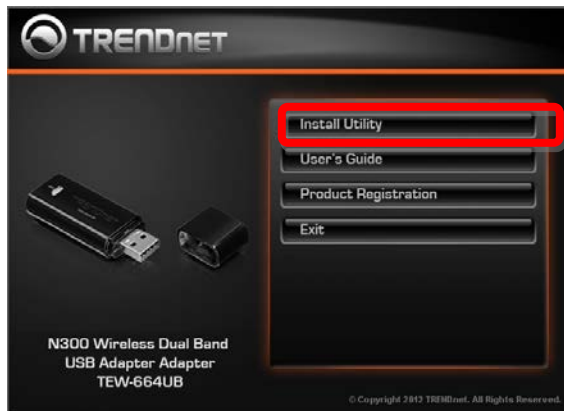 TRENDNET
Install Utility
User's Guide
Product Registration
Exit
N300 Wireless Dual Band
USB Adapter Adapter
TEW-664UB
© Copyright 2012 TRENDnet. All Rights Reserved.